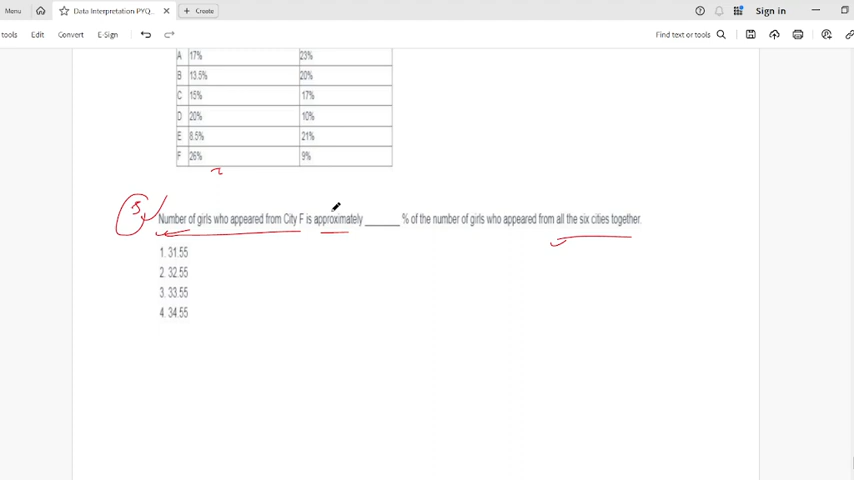 Menu Data Interpretation PYQ... × + Create Sign in
tools Edit Convert E-Sign Find text or tools
A 17% 23%
B 13.5% 20%
C 15% 17%
D 20% 10%
E 8.5% 21%
F 26% 9%
5
Number of girls who appeared from City F is approximately _______ % of the number of girls who appeared from all the six cities together.
1. 31.55
2. 32.55
3. 33.55
4. 34.55